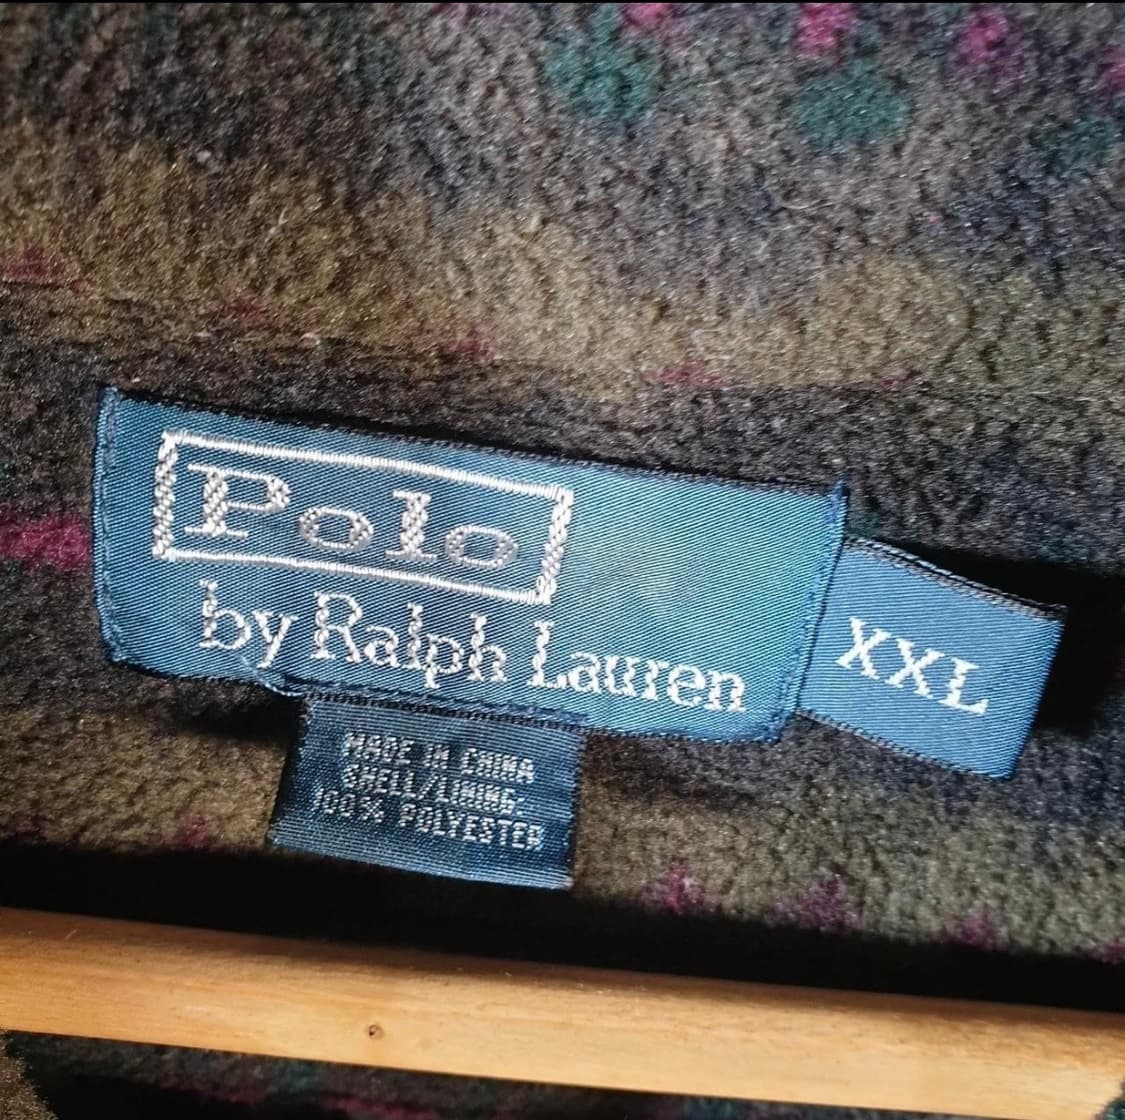 Polo
by Ralph Lauren
XXL
MADE IN CHINA
SHELL/LINING:
100% POLYESTER